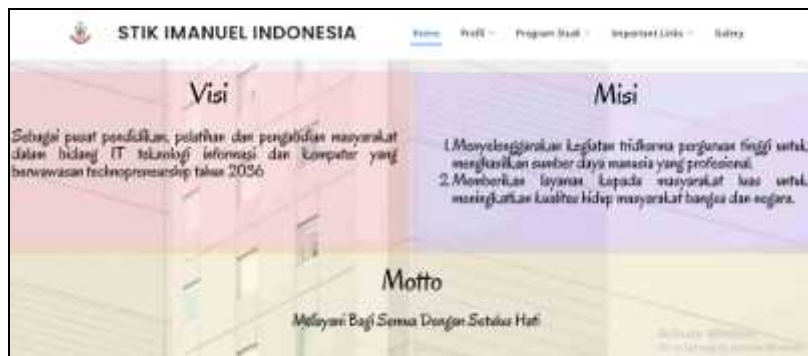 STIK IMANUEL INDONESIA
Home Profil Program Studi Important Links Galery
Visi
Sebagai pusat pendidikan, pelatihan dan pengabdian masyarakat
dalam bidang IT teknologi informasi dan komputer yang
berwawasan technopreneurship tahun 2036
Misi
1.Menyelenggarakan kegiatan tridharma perguruan tinggi untuk
menghasilkan sumber daya manusia yang profesional.
2.Memberikan layanan kepada masyarakat luas untuk
meningkatkan kualitas hidup masyarakat bangsa dan negara.
Motto
Melayani Bagi Semua Dengan Setulus Hati
Activate Windows